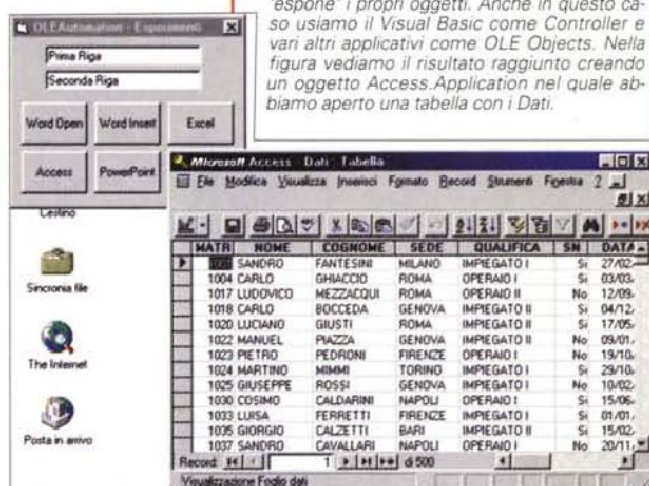 "espone" i propri oggetti. Anche in questo ca-
so usiamo il Visual Basic come Controller e
vari altri applicativi come OLE Objects. Nella
figura vediamo il risultato raggiunto creando
un oggetto Access.Application nel quale ab-
biamo aperto una tabella con i Dati.
OLEAutomation - Esperimenti
Prima Riga
Seconda Riga
Word Open Word Insert Excel
Access PowerPoint
Cestino
Sincronia file
The Internet
Posta in arrivo
Microsoft Access - Dati: Tabella
File Modifica Visualizza Inserisci Formato Record Strumenti Finestra ?
MATR NOME COGNOME SEDE QUALIFICA SN DATA
SANDRO FANTESINI MILANO IMPIEGATO I Si 27/02
1004 CARLO GHIACCIO ROMA OPERAIO I Si 03/03
1017 LUDOVICO MEZZACQUI ROMA OPERAIO II No 12/09
1018 CARLO BOCCEDA GENOVA IMPIEGATO II Si 04/12
1020 LUCIANO GIUSTI ROMA IMPIEGATO II Si 17/05
1022 MANUEL PIAZZA GENOVA IMPIEGATO II No 09/01
1023 PIETRO PEDRONI FIRENZE OPERAIO I No 19/10
1024 MARTINO MIMMI TORINO IMPIEGATO I Si 29/10
1025 GIUSEPPE ROSSI GENOVA IMPIEGATO I No 10/02
1030 COSIMO CALDARINI NAPOLI OPERAIO I Si 15/06
1033 LUISA FERRETTI FIRENZE IMPIEGATO I Si 01/01
1035 GIORGIO CALZETTI BARI IMPIEGATO I Si 15/02
1037 SANDRO CAVALLARI NAPOLI OPERAIO I No 20/11
Record: 1 di 500
Visualizzazione Foglio dati